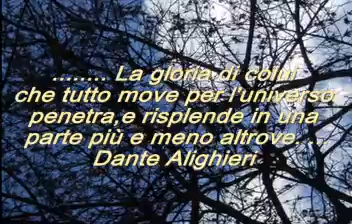 ........ La gloria di colui
che tutto move per l'universo
penetra,e risplende in una
parte più e meno altrove. ...
Dante Alighieri